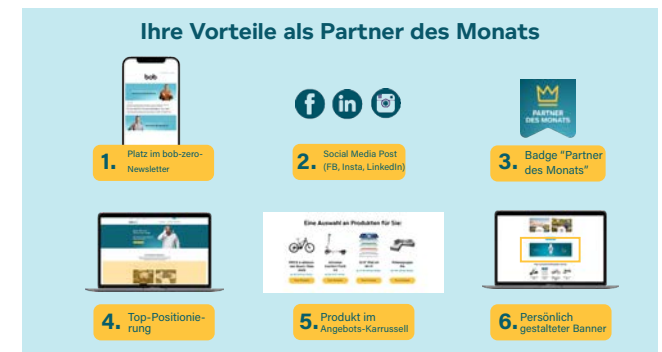 Ihre Vorteile als Partner des Monats
bob
PARTNER
DES MONATS
1. Platz im bob-zero-
Newsletter
2. Social Media Post
(FB, Insta, LinkedIn)
3. Badge "Partner
des Monats"
Eine Auswahl an Produkten für Sie:
4. Top-Positionie-
rung
5. Produkt im
Angebots-Karrussell
6. Persönlich
gestalteter Banner